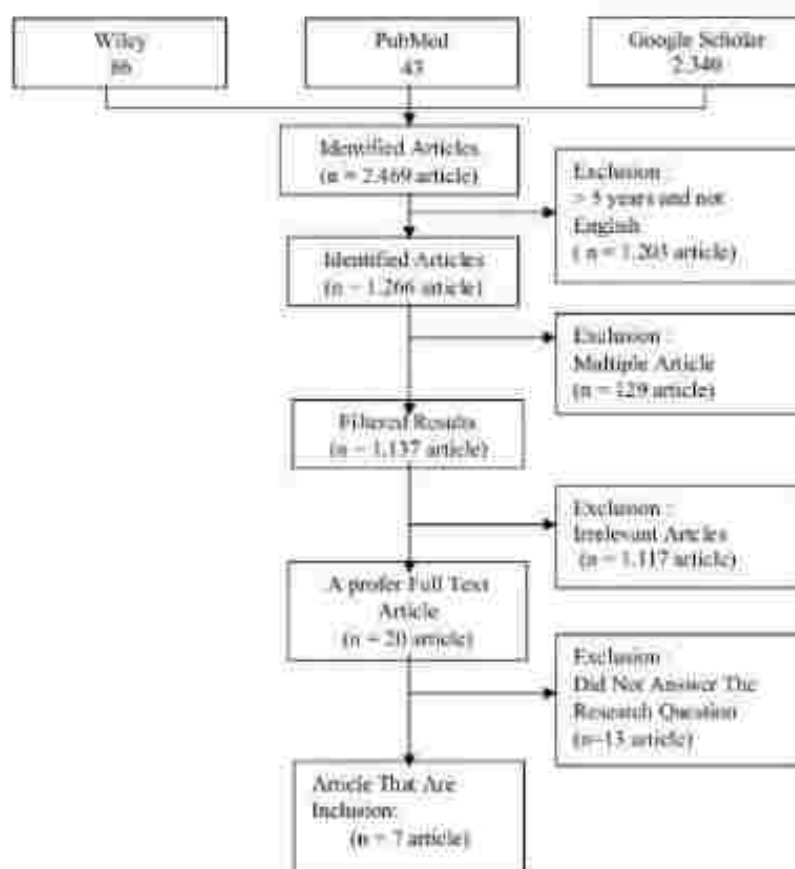 Wiley
86
PubMed
43
Google Scholar
2.340
Identified Articles
(n = 2.469 article)
Exclusion :
> 5 years and not
English
( n = 1.203 article)
Identified Articles
(n = 1.266 article)
Exclusion :
Multiple Article
(n = 129 article)
Filtered Results
(n = 1.137 article)
Exclusion :
Irrelevant Artcles
(n = 1.117 article)
A profer Full Text
Article
(n = 20 article)
Exclusion :
Did Not Answer The
Research Question
(n=13 article)
Article That Are
Inclusion:
(n = 7 article)